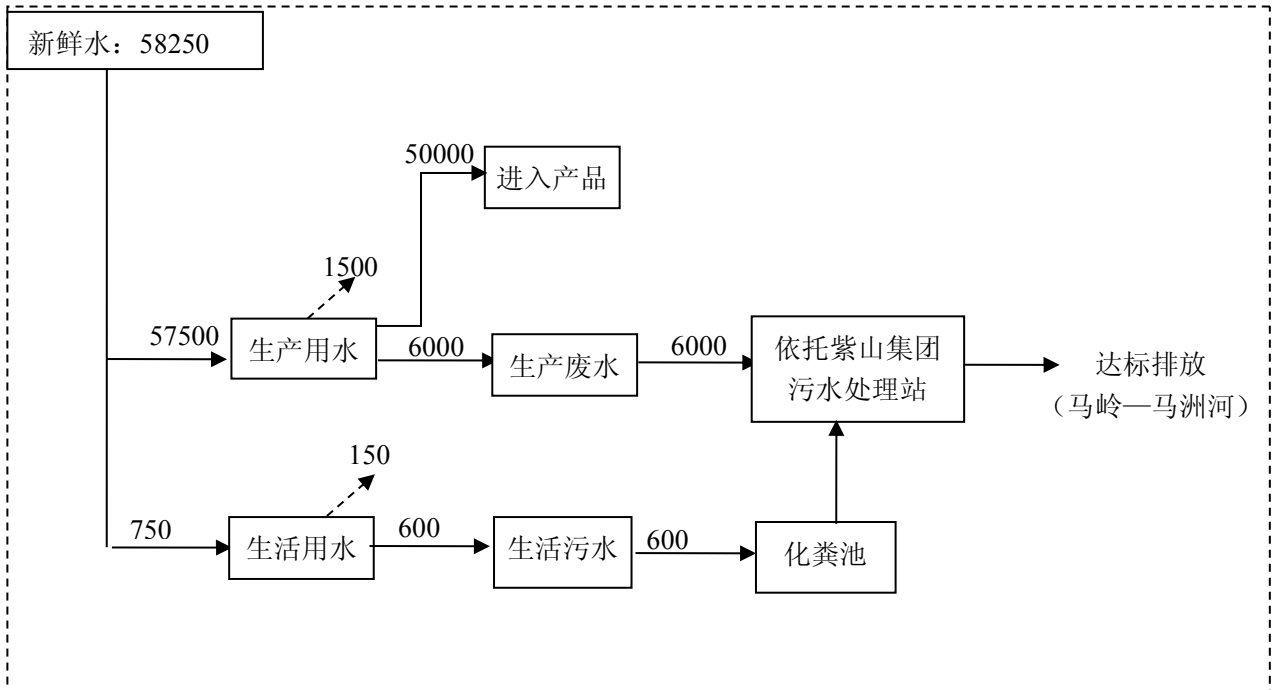 新鲜水：58250
50000
进入产品
1500
57500
生产用水
6000
生产废水
6000
依托紫山集团
污水处理站
达标排放
（马岭—马洲河）
150
750
生活用水
600
生活污水
600
化粪池